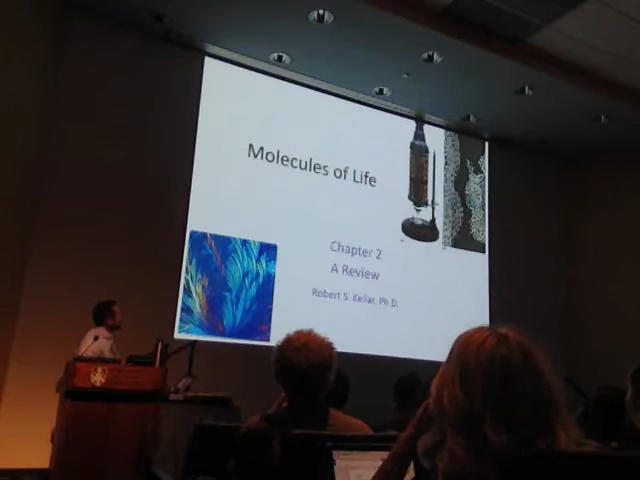 Molecules of Life
Chapter 2
A Review
Robert S. Kellar, Ph.D.